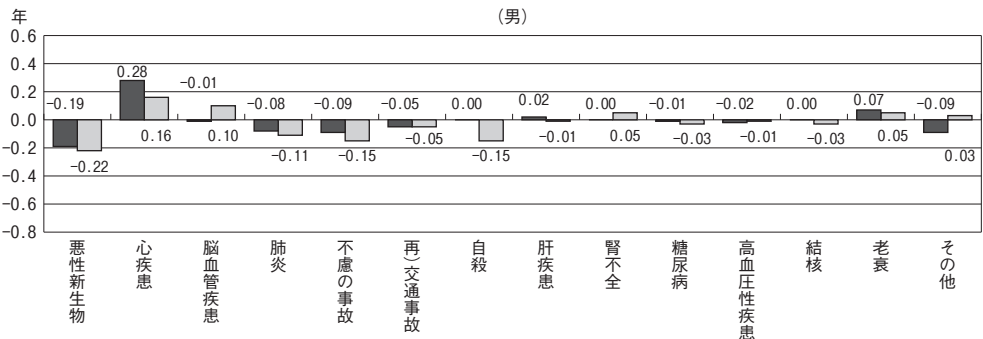 年
(男)
0.6
0.4
0.2
0.0
−0.2
−0.4
−0.6
−0.8
−0.19
0.28
−0.01
−0.08
−0.09
−0.05
0.00
0.02
0.00
−0.01
−0.02
0.00
0.07
−0.09
−0.22
0.16
0.10
−0.11
−0.15
−0.05
−0.15
−0.01
0.05
−0.03
−0.01
−0.03
0.05
0.03
悪性新生物
心疾患
脳血管疾患
肺炎
不慮の事故
再)交通事故
自殺
肝疾患
腎不全
糖尿病
高血圧性疾患
結核
老衰
その他